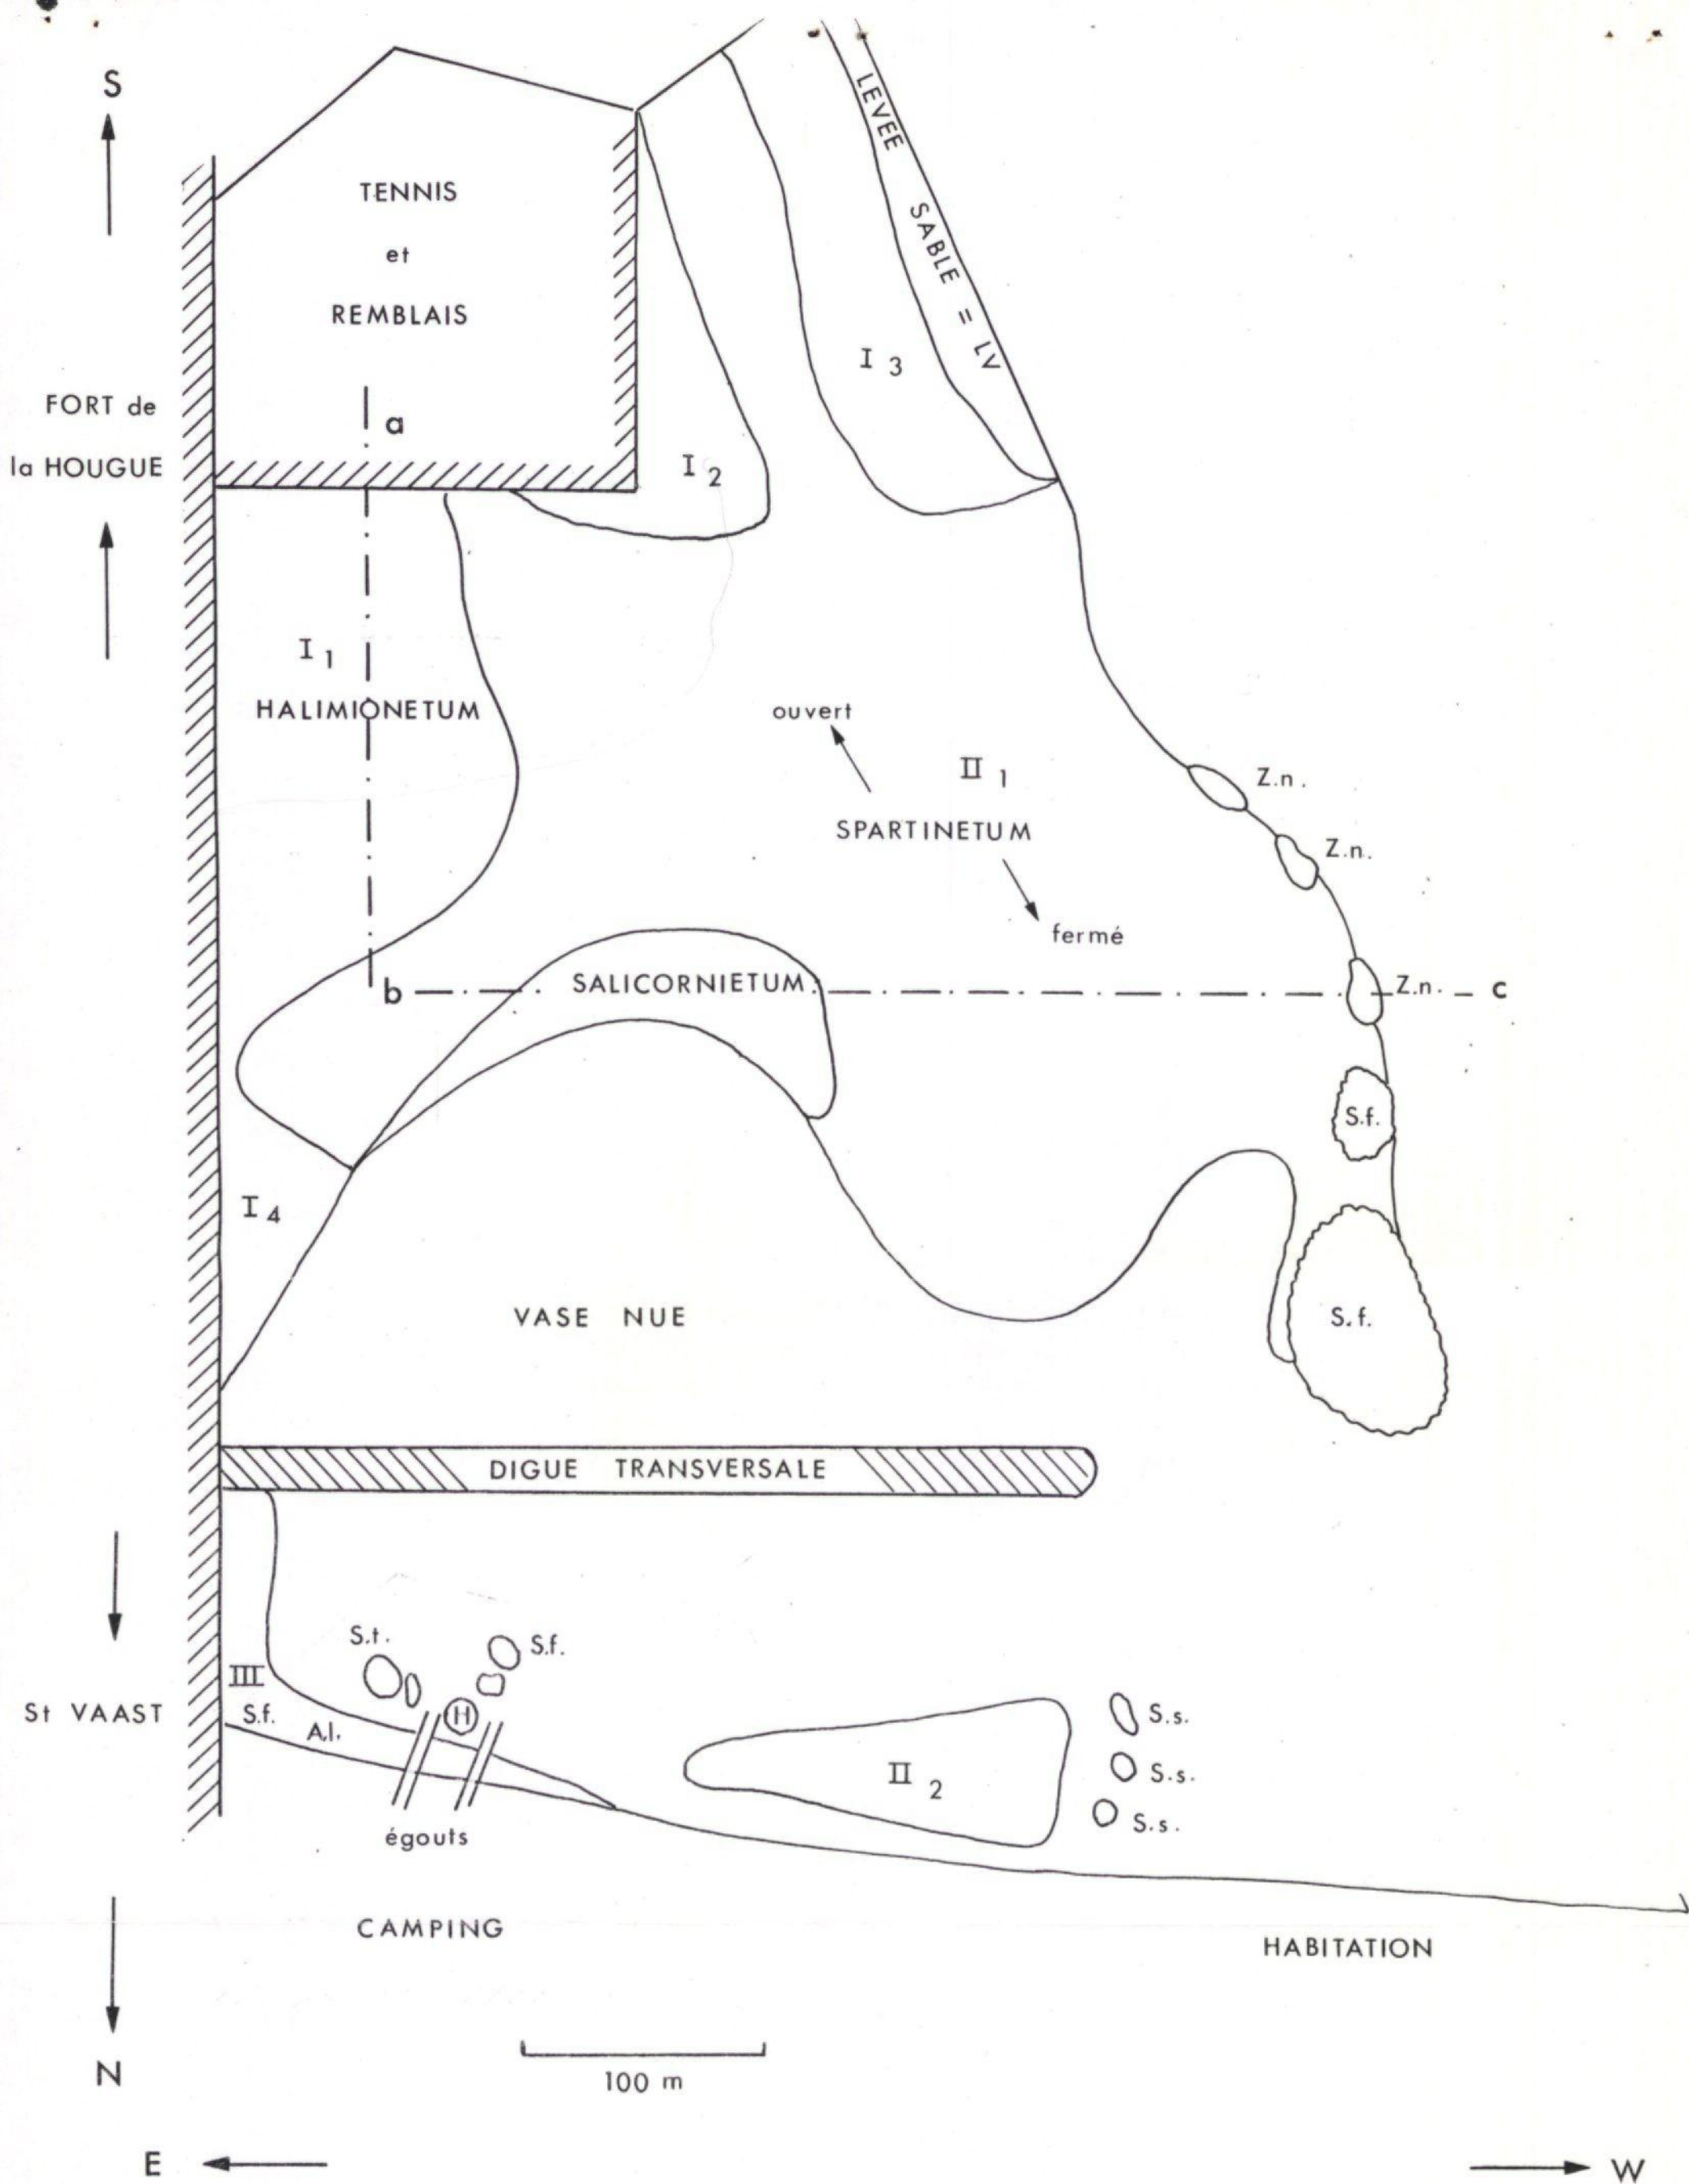 S
LEVEE SABLE = LV
TENNIS
et
REMBLAIS
I 3
FORT de
la HOUGUE
a
I 2
I 1
HALIMIONETUM
ouvert
II 1
SPARTINETUM
fermé
Z.n.
Z.n.
b
SALICORNIETUM
Z.n.
c
S.f.
I 4
VASE NUE
S.f.
DIGUE TRANSVERSALE
S.t.
S.f.
III
H
St VAAST
S.f.
A.l.
S.s.
II 2
S.s.
S.s.
égouts
CAMPING
HABITATION
N
100 m
E
W